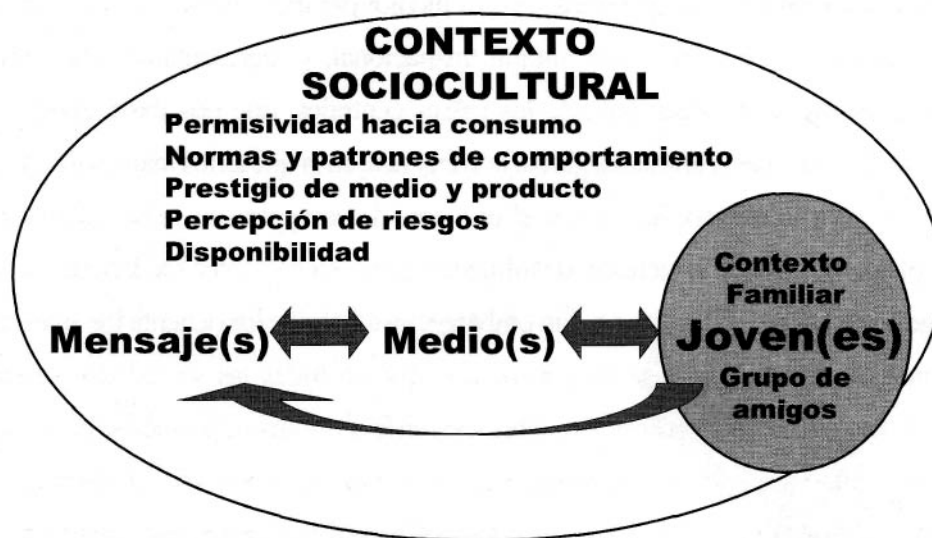 CONTEXTO
SOCIOCULTURAL
Permisividad hacia consumo
Normas y patrones de comportamiento
Prestigio de medio y producto
Percepción de riesgos
Disponibilidad
Mensaje(s)
Medio(s)
Contexto
Familiar
Joven(es)
Grupo de
amigos